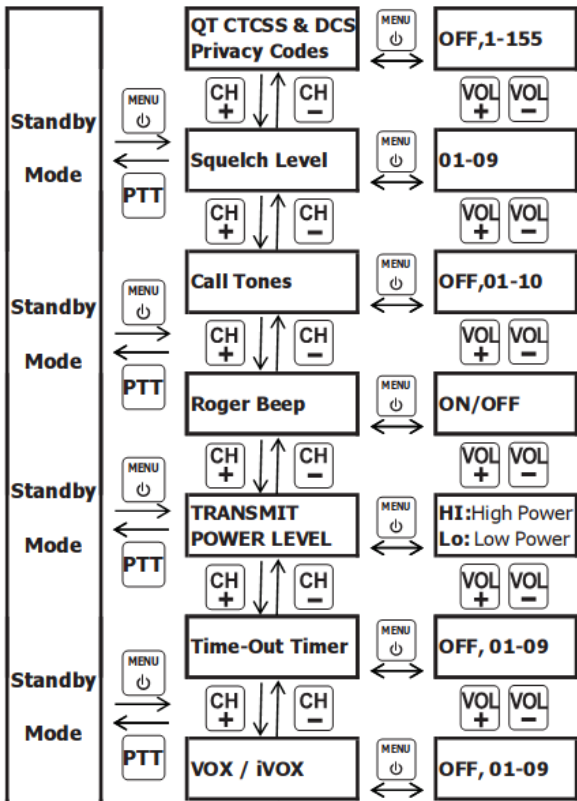 QT CTCSS & DCS
Privacy Codes
MENU
OFF,1-155
CH
+
CH
−
VOL
+
VOL
−
Standby
Mode
MENU
PTT
Squelch Level
MENU
01-09
CH
+
CH
−
VOL
+
VOL
−
Standby
Mode
MENU
PTT
Call Tones
MENU
OFF,01-10
CH
+
CH
−
VOL
+
VOL
−
Roger Beep
MENU
ON/OFF
CH
+
CH
−
VOL
+
VOL
−
Standby
Mode
MENU
PTT
TRANSMIT
POWER LEVEL
MENU
HI:High Power
Lo: Low Power
CH
+
CH
−
VOL
+
VOL
−
Time-Out Timer
MENU
OFF, 01-09
Standby
Mode
MENU
PTT
CH
+
CH
−
VOL
+
VOL
−
VOX / iVOX
MENU
OFF, 01-09